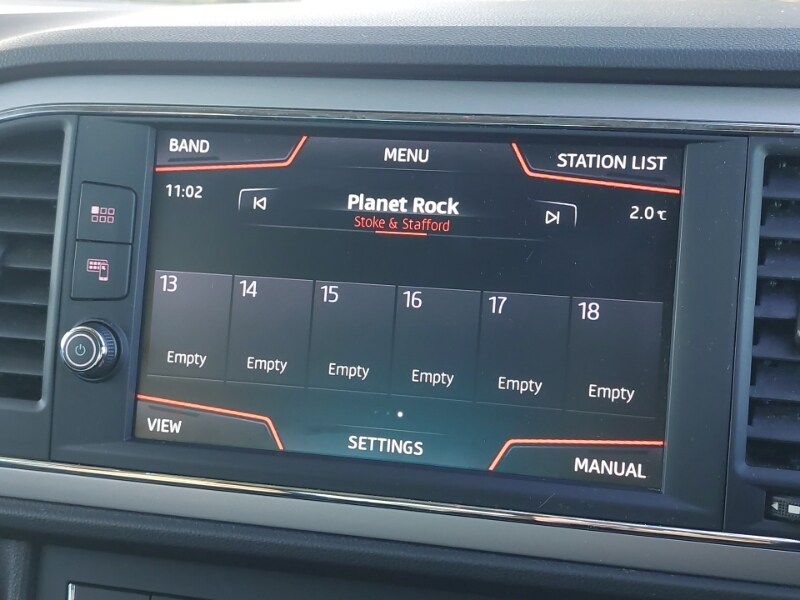 BAND
MENU
STATION LIST
11:02
Planet Rock
2.0℃
Stoke & Stafford
13
14
15
16
17
18
Empty
Empty
Empty
Empty
Empty
Empty
VIEW
SETTINGS
MANUAL